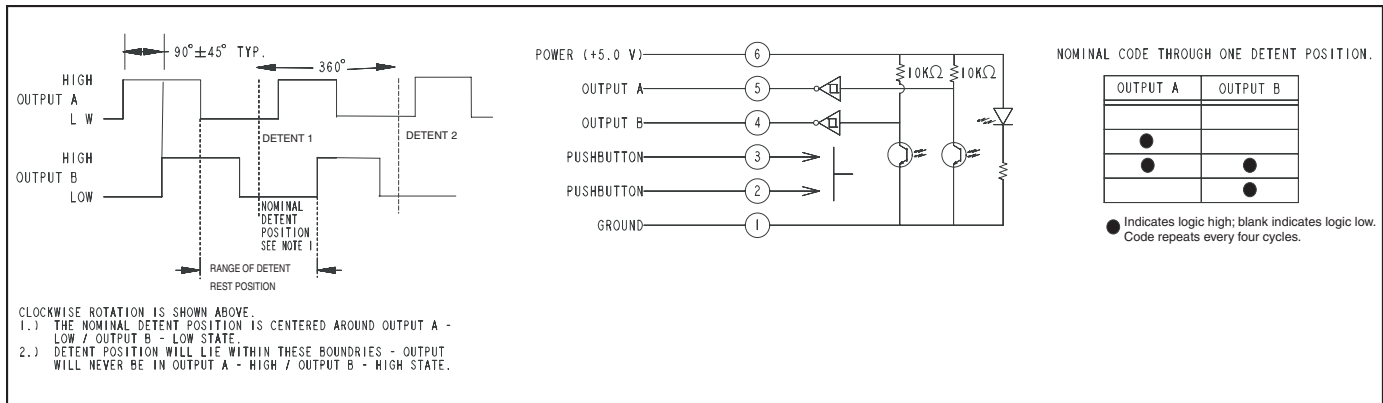 90°±45° TYP.
360°
HIGH
OUTPUT A
L W
DETENT 1
DETENT 2
HIGH
OUTPUT B
LOW
NOMINAL
DETENT
POSITION
SEE NOTE 1
RANGE OF DETENT
REST POSITION
CLOCKWISE ROTATION IS SHOWN ABOVE.
1.) THE NOMINAL DETENT POSITION IS CENTERED AROUND OUTPUT A -
LOW / OUTPUT B - LOW STATE.
2.) DETENT POSITION WILL LIE WITHIN THESE BOUNDRIES - OUTPUT
WILL NEVER BE IN OUTPUT A - HIGH / OUTPUT B - HIGH STATE.
POWER (+5.0 V) 6
10KΩ 10KΩ
OUTPUT A 5
OUTPUT B 4
PUSHBUTTON 3
PUSHBUTTON 2
GROUND 1
NOMINAL CODE THROUGH ONE DETENT POSITION.
OUTPUT A OUTPUT B
Indicates logic high; blank indicates logic low.
Code repeats every four cycles.